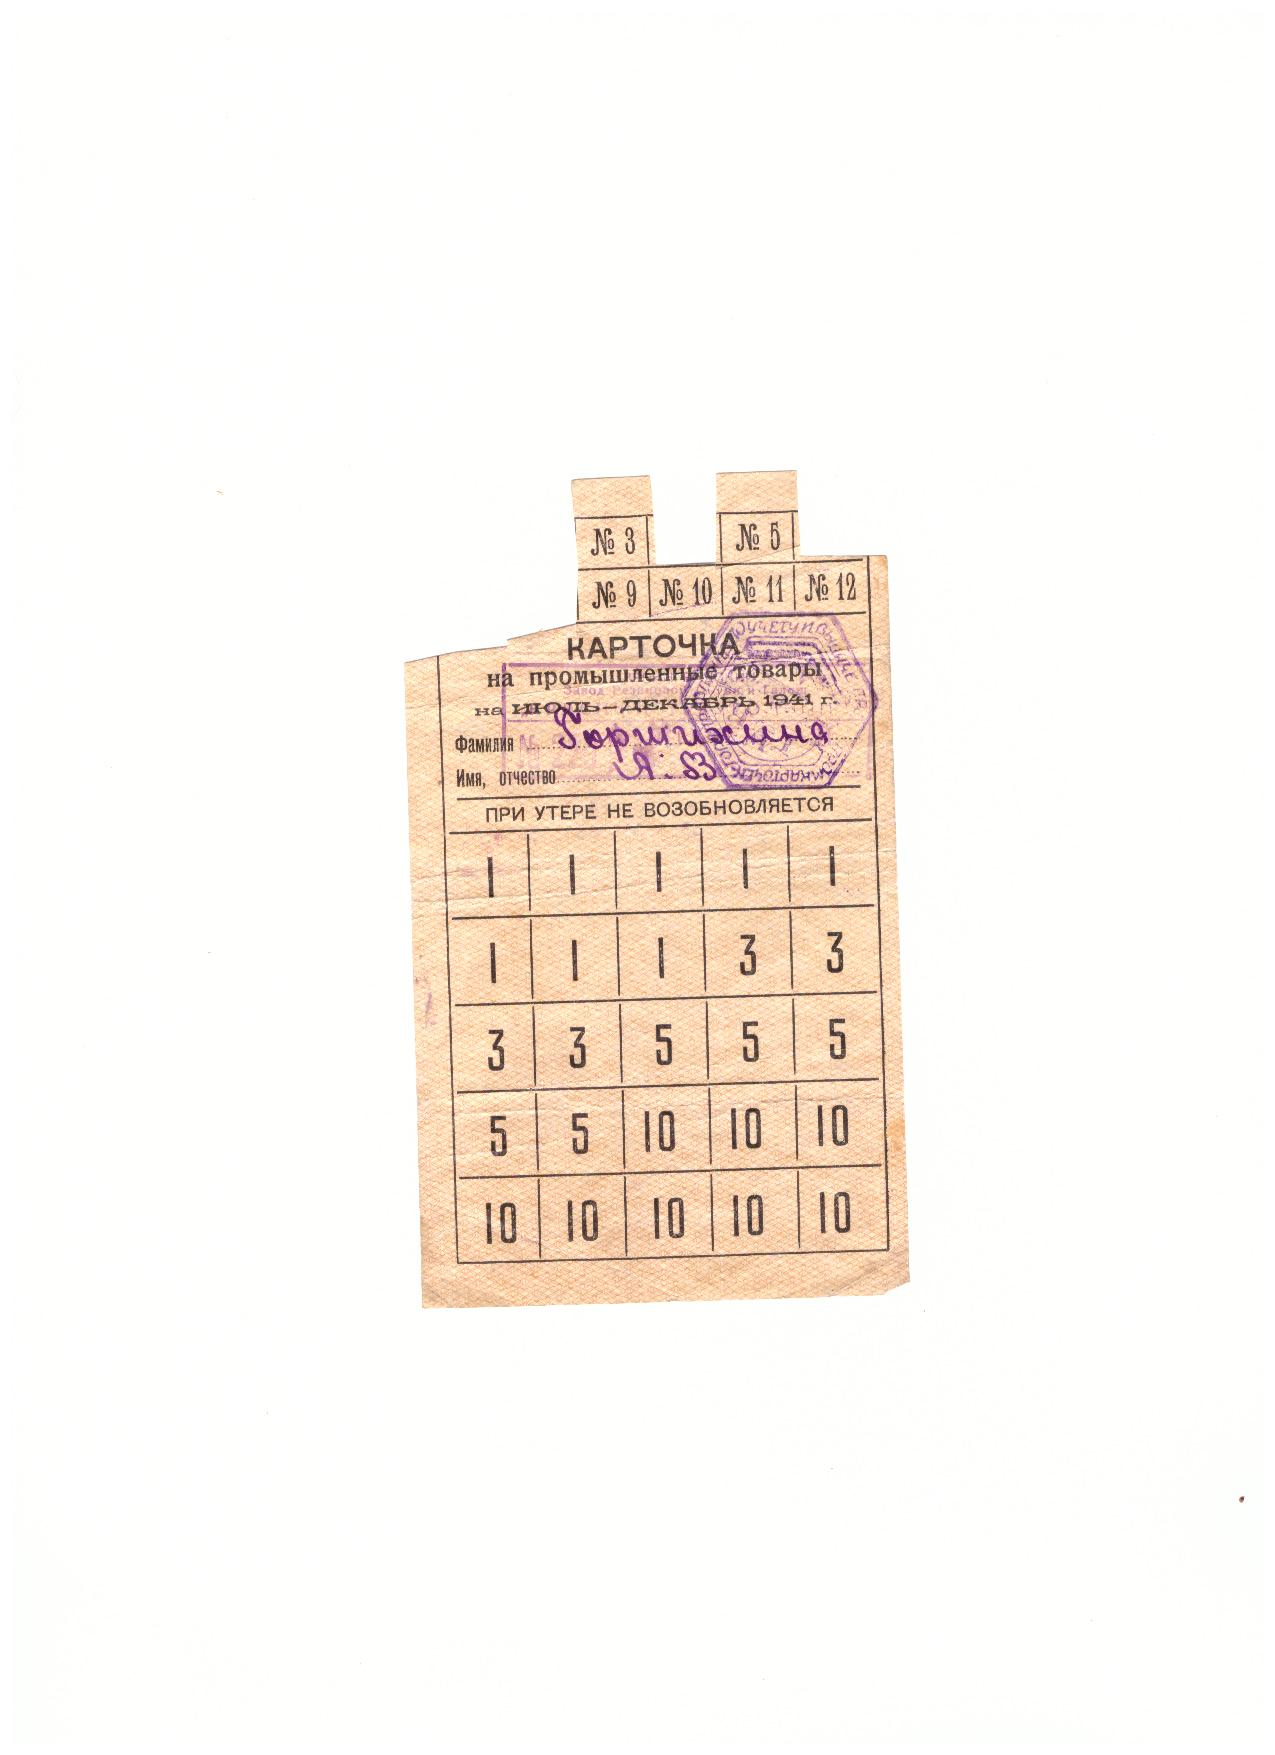 № 3 № 5
№ 9 № 10 № 11 № 12
КАРТОЧКА
на промышленные товары
на ИЮЛЬ–ДЕКАБРЬ 1941 г.
Фамилия Горшихина
Имя, отчество Я. В.
ПРИ УТЕРЕ НЕ ВОЗОБНОВЛЯЕТСЯ
1 1 1 1 1
1 1 1 3 3
3 3 5 5 5
5 5 10 10 10
10 10 10 10 10